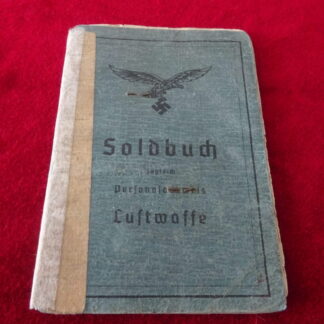 Soldbuch
zugleich
Personalausweis
Luftwaffe